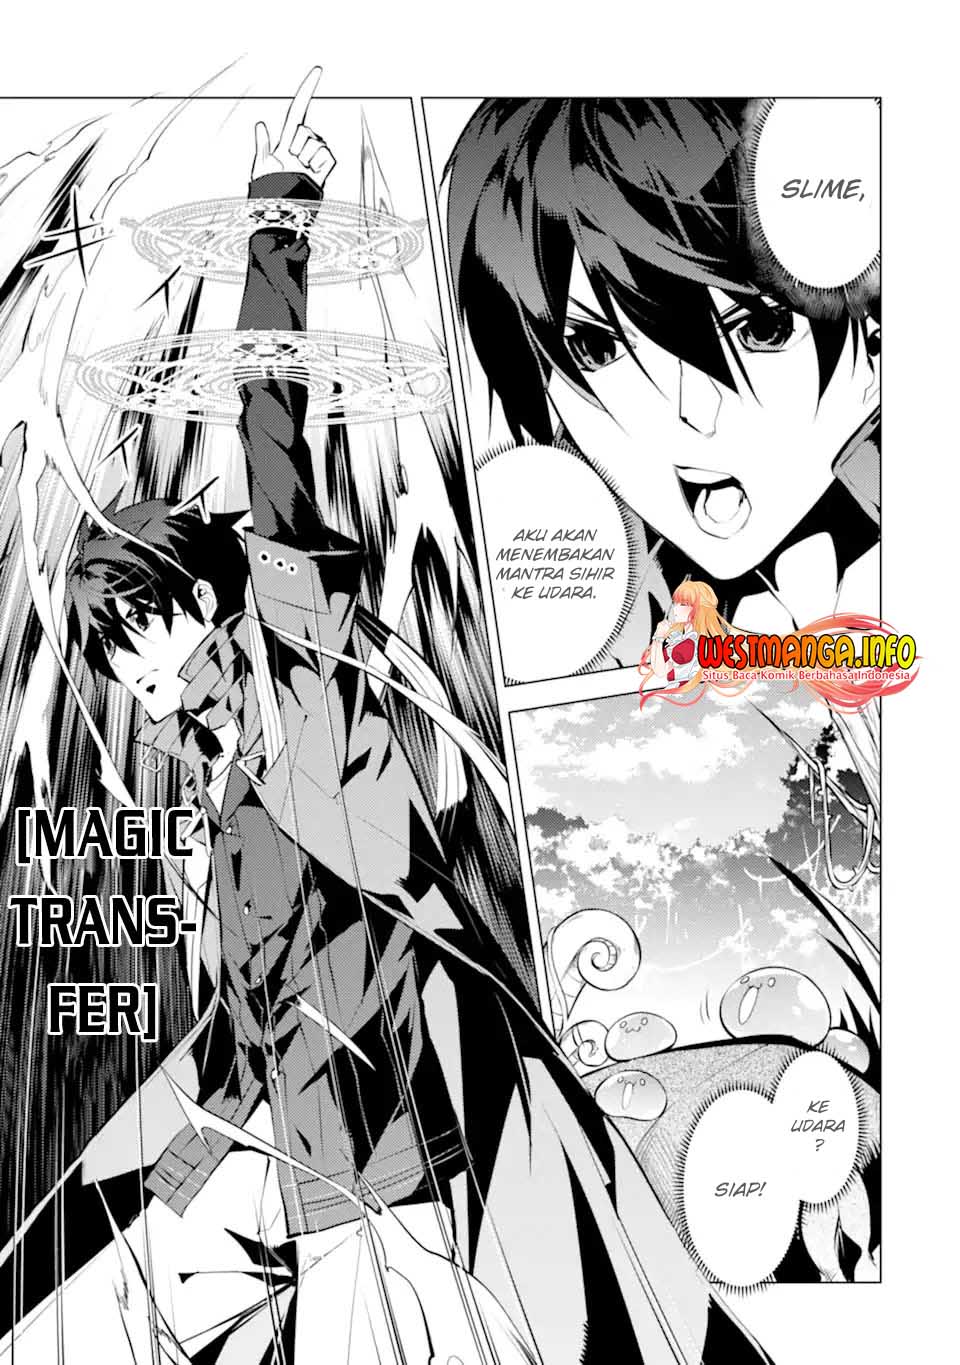 SLIME,
AKU AKAN
MENEMBAKAN
MANTRA SIHIR
KE UDARA.
WESTMANGA.INFO
Situs Baca Komik Berbahasa Indonesia
KE
UDARA
?
SIAP!
[MAGIC
TRANS-
FER]